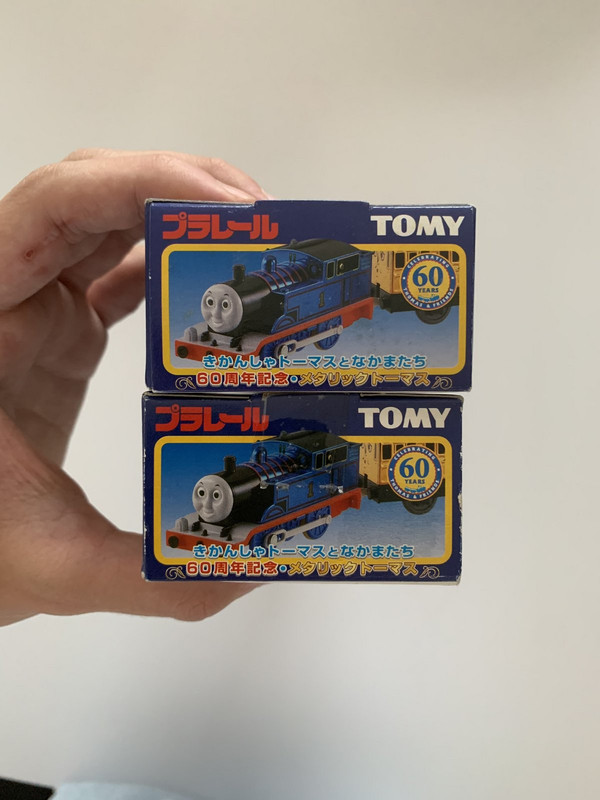 プラレール TOMY
CELEBRATING
60
YEARS
THOMAS & FRIENDS
きかんしゃトーマスとなかまたち
60周年記念・メタリックトーマス
プラレール TOMY
CELEBRATING
60
YEARS
THOMAS & FRIENDS
きかんしゃトーマスとなかまたち
60周年記念・メタリックトーマス